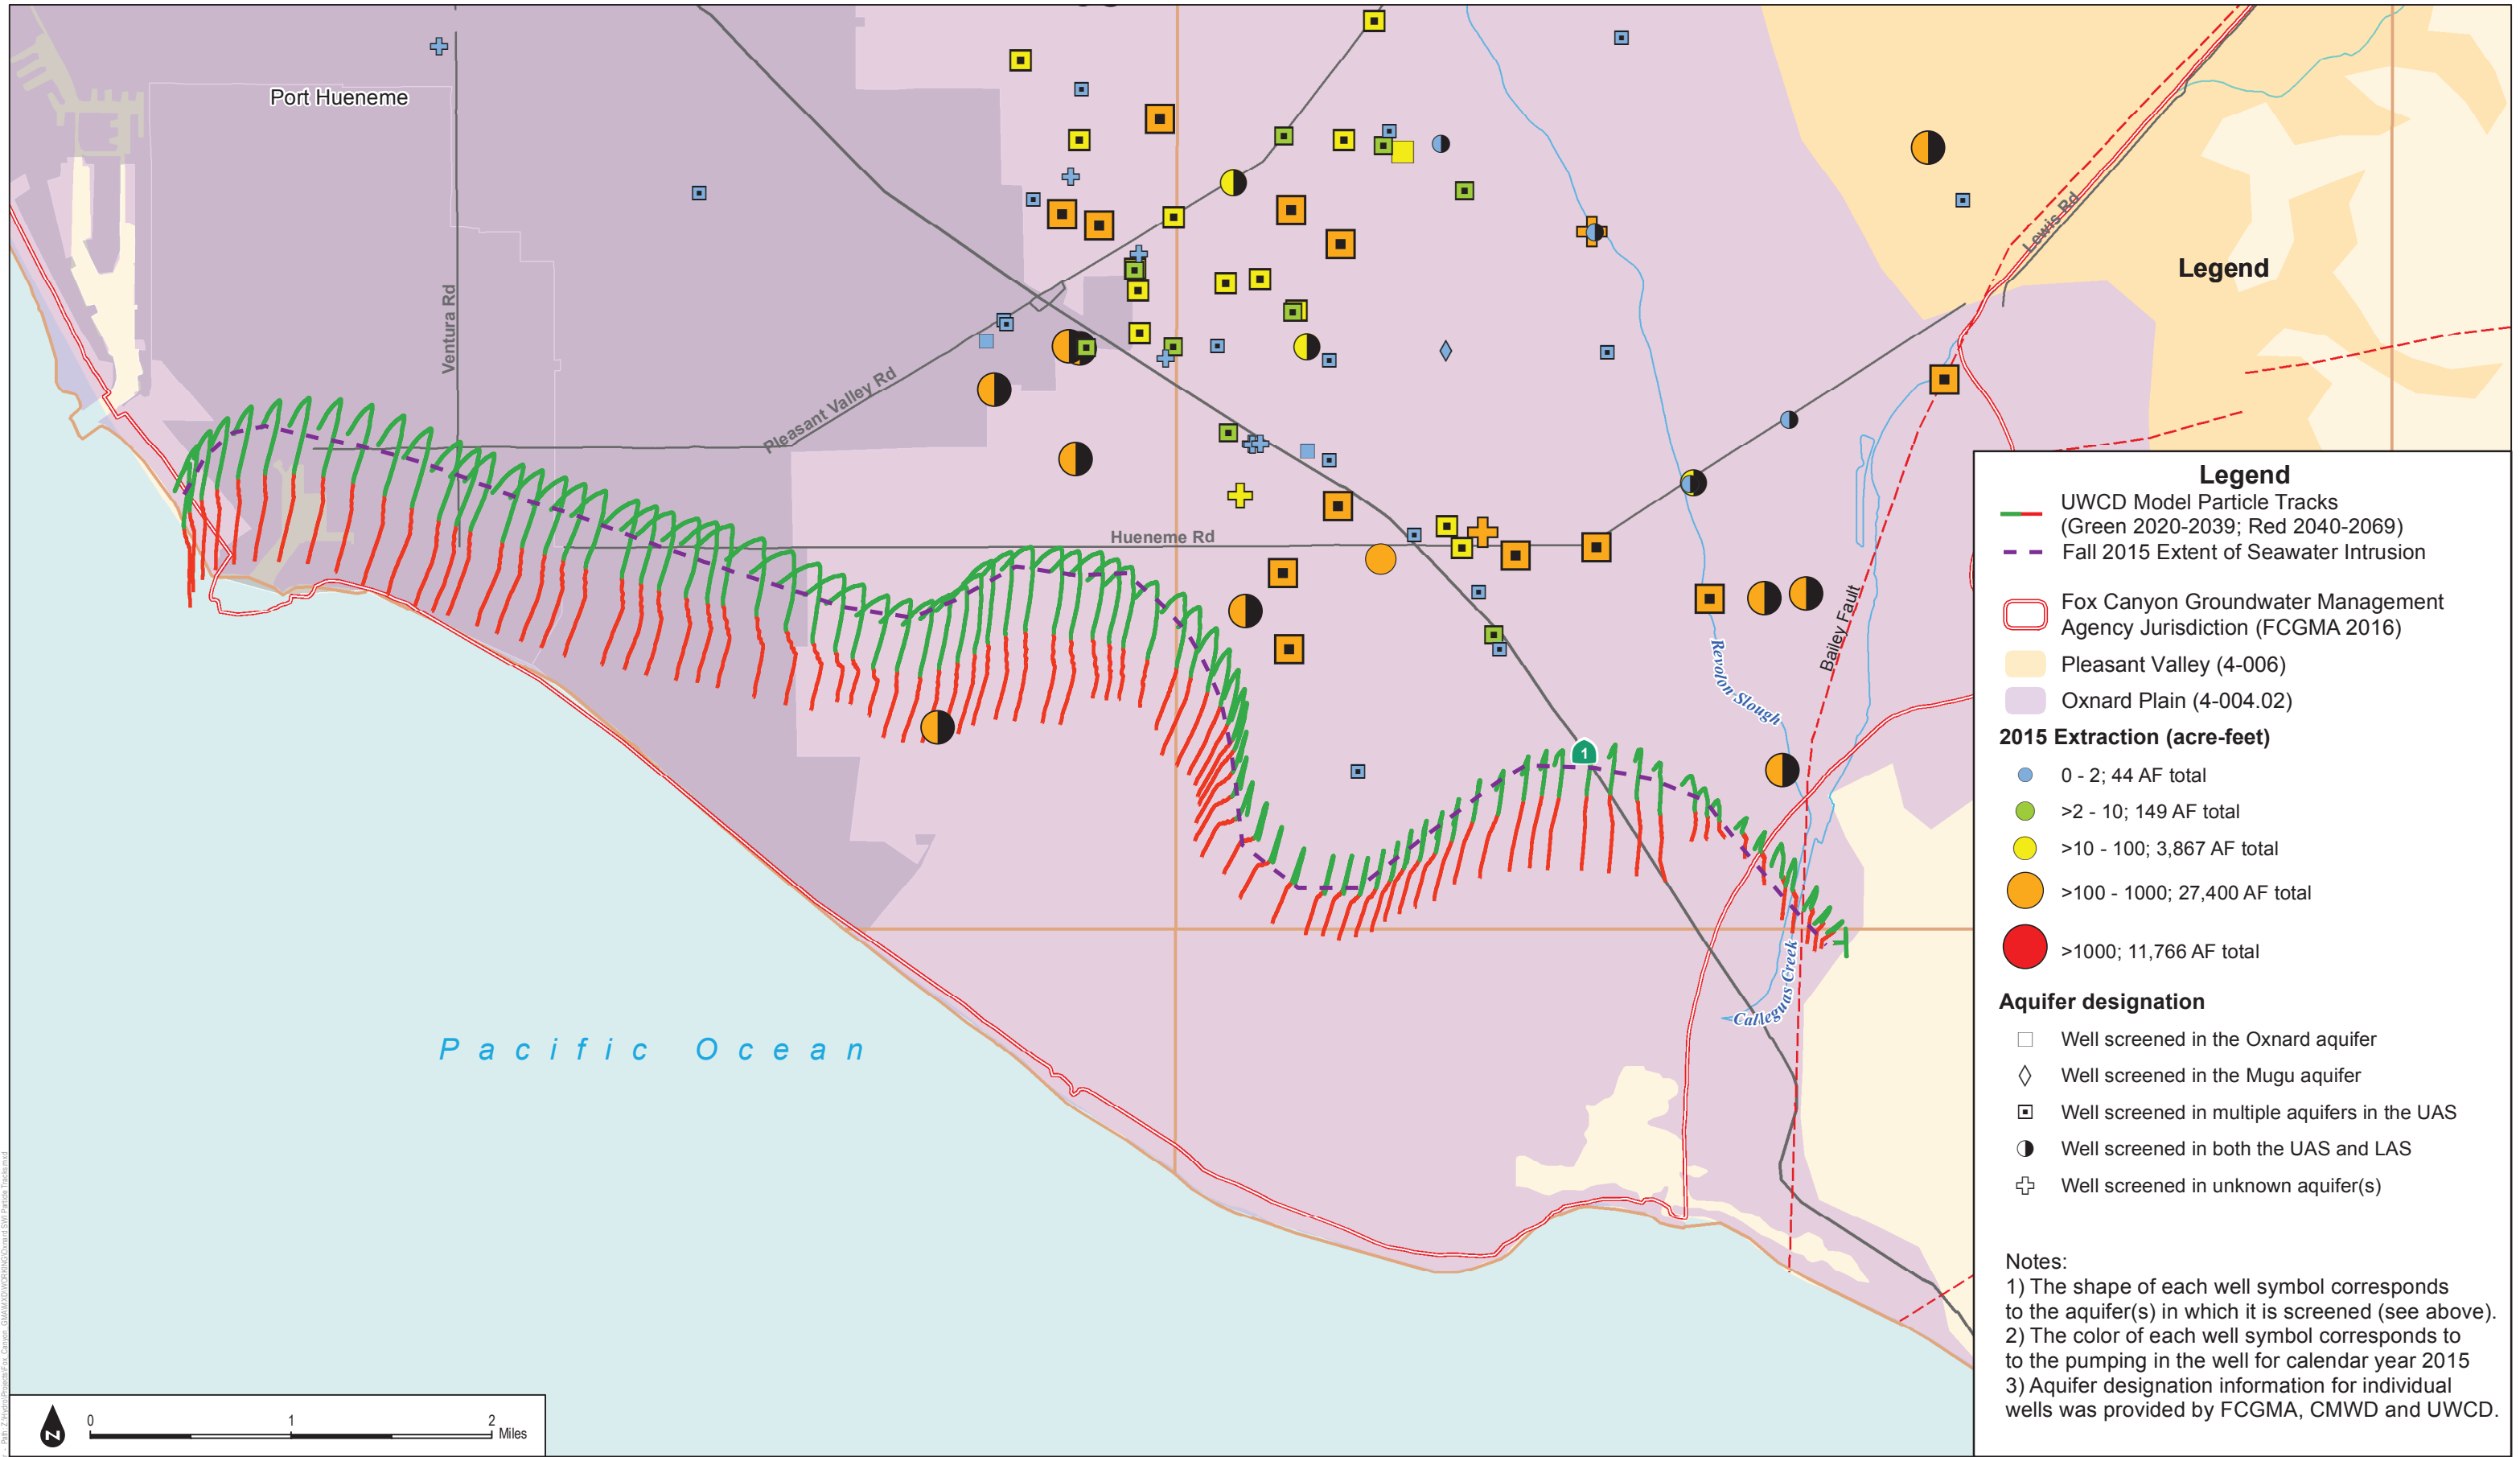 Port Hueneme
Ventura Rd
Pleasant Valley Rd
Hueneme Rd
Lewis Rd
Legend
Bailey Fault
Revolon Slough
1
Calleguas Creek
Pacific Ocean
0 1 2
Miles
N
Legend
UWCD Model Particle Tracks
(Green 2020-2039; Red 2040-2069)
Fall 2015 Extent of Seawater Intrusion
Fox Canyon Groundwater Management
Agency Jurisdiction (FCGMA 2016)
Pleasant Valley (4-006)
Oxnard Plain (4-004.02)
2015 Extraction (acre-feet)
0 - 2; 44 AF total
>2 - 10; 149 AF total
>10 - 100; 3,867 AF total
>100 - 1000; 27,400 AF total
>1000; 11,766 AF total
Aquifer designation
Well screened in the Oxnard aquifer
Well screened in the Mugu aquifer
Well screened in multiple aquifers in the UAS
Well screened in both the UAS and LAS
Well screened in unknown aquifer(s)
Notes:
1) The shape of each well symbol corresponds
to the aquifer(s) in which it is screened (see above).
2) The color of each well symbol corresponds to
to the pumping in the well for calendar year 2015
3) Aquifer designation information for individual
wells was provided by FCGMA, CMWD and UWCD.